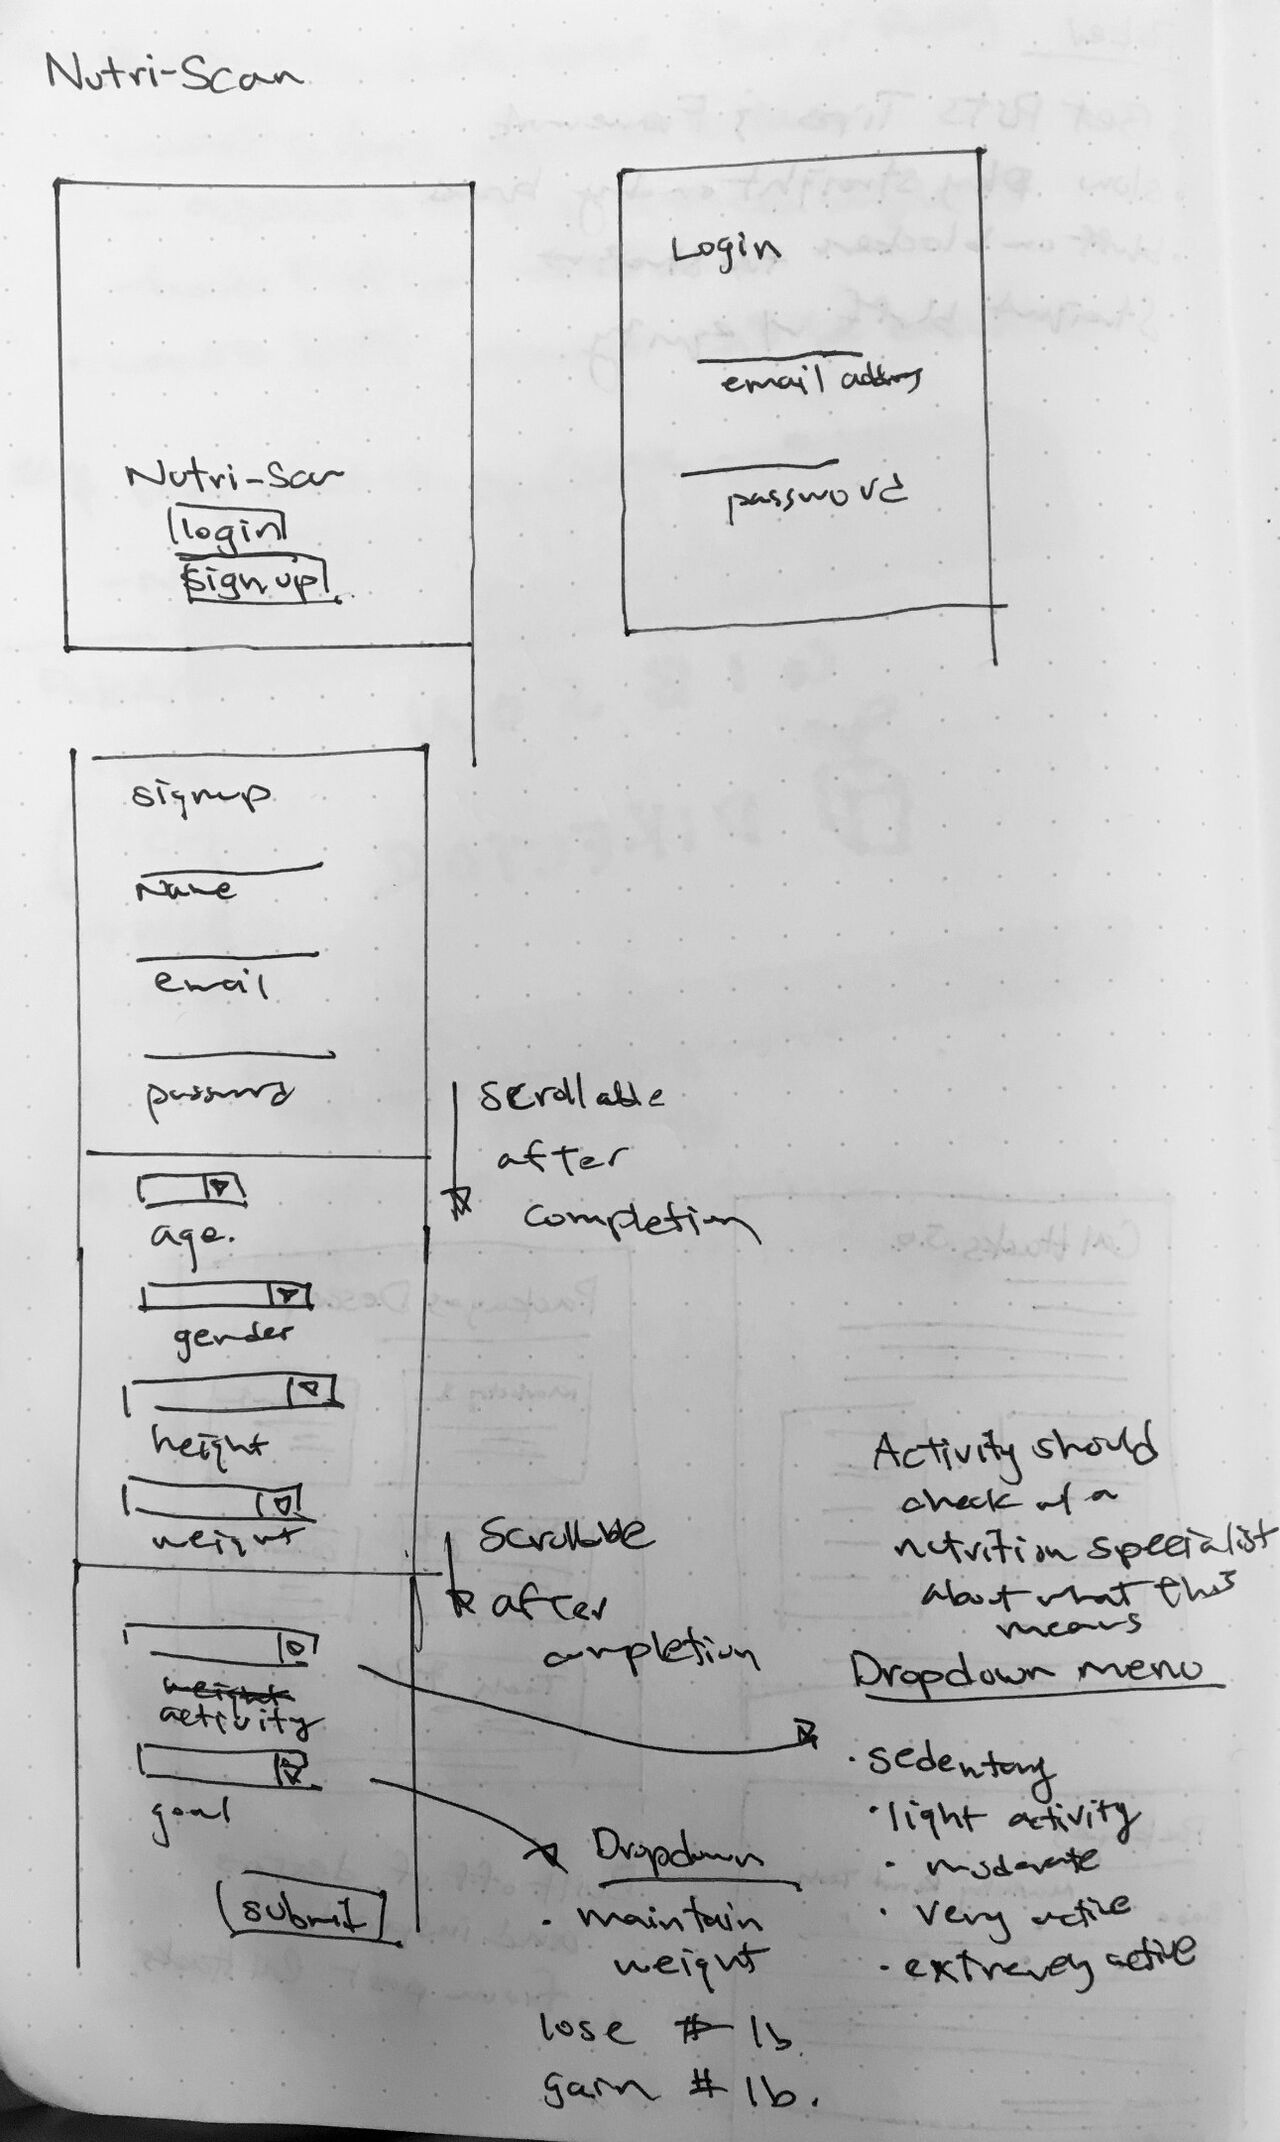 Nutri-Scan
Nutri-Scan
login
sign up
Login
email address
password
signup
Name
email
password
scrollable
after
completion
age.
gender
height
weight
scrollable
after
completion
weight
activity
goal
submit
Activity should
check w/ a
nutrition specialist
about what this
means
Dropdown menu
· sedentary
· light activity
· moderate
· very active
· extremely active
Dropdown
· maintain
weight
lose # lb
gain # lb.